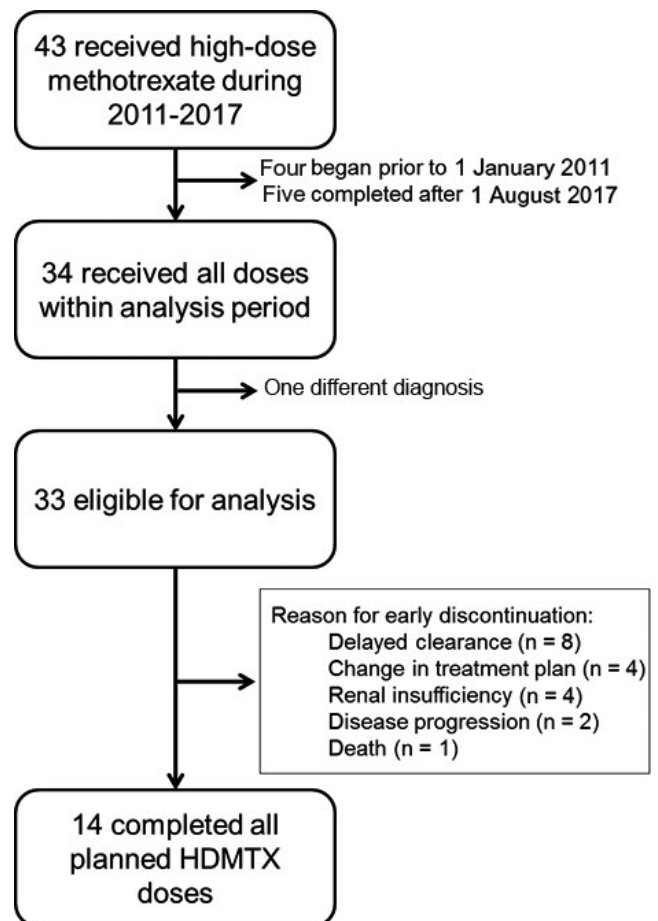 43 received high-dose
methotrexate during
2011-2017
Four began prior to 1 January 2011
Five completed after 1 August 2017
34 received all doses
within analysis period
One different diagnosis
33 eligible for analysis
Reason for early discontinuation:
Delayed clearance (n = 8)
Change in treatment plan (n = 4)
Renal insufficiency (n = 4)
Disease progression (n = 2)
Death (n = 1)
14 completed all
planned HDMTX
doses